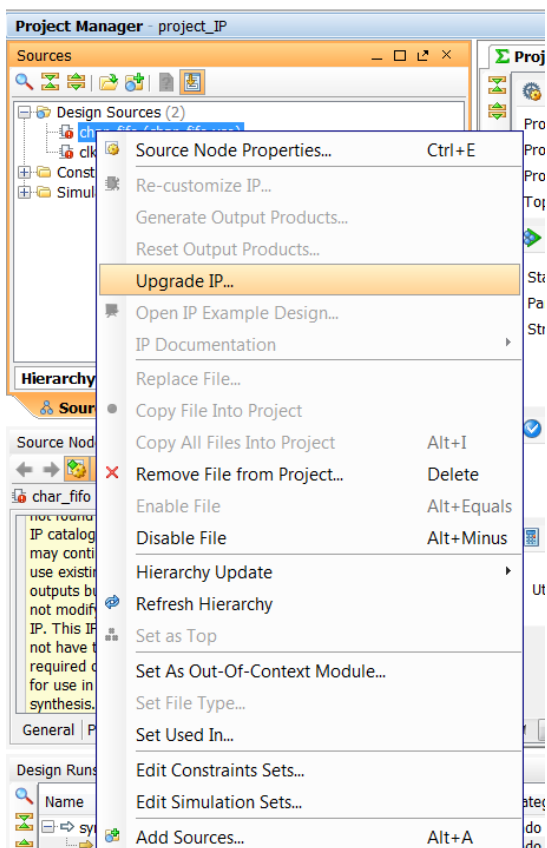 Project Manager - project_IP
Sources
Proj
Design Sources (2)
char_fifo (char_fifo.xco)
clk
Const
Simul
Pro
Pro
Pro
Top
Source Node Properties... Ctrl+E
Re-customize IP...
Generate Output Products...
Reset Output Products...
Upgrade IP...
Sta
Pa
Str
Open IP Example Design...
IP Documentation
Hierarchy
Replace File...
Sour
Copy File Into Project
Source Nod
Copy All Files Into Project Alt+I
Remove File from Project... Delete
char_fifo
Enable File Alt+Equals
not found
IP catalog
may conti
use existin
outputs bu
not modify
IP. This IP
not have t
required o
for use in
synthesis.
Disable File Alt+Minus
Hierarchy Update
Ut
Refresh Hierarchy
Set as Top
Set As Out-Of-Context Module...
Set File Type...
General P
Set Used In...
Design Runs
Edit Constraints Sets...
Name
Edit Simulation Sets...
ateg
syn
Add Sources... Alt+A
do
do